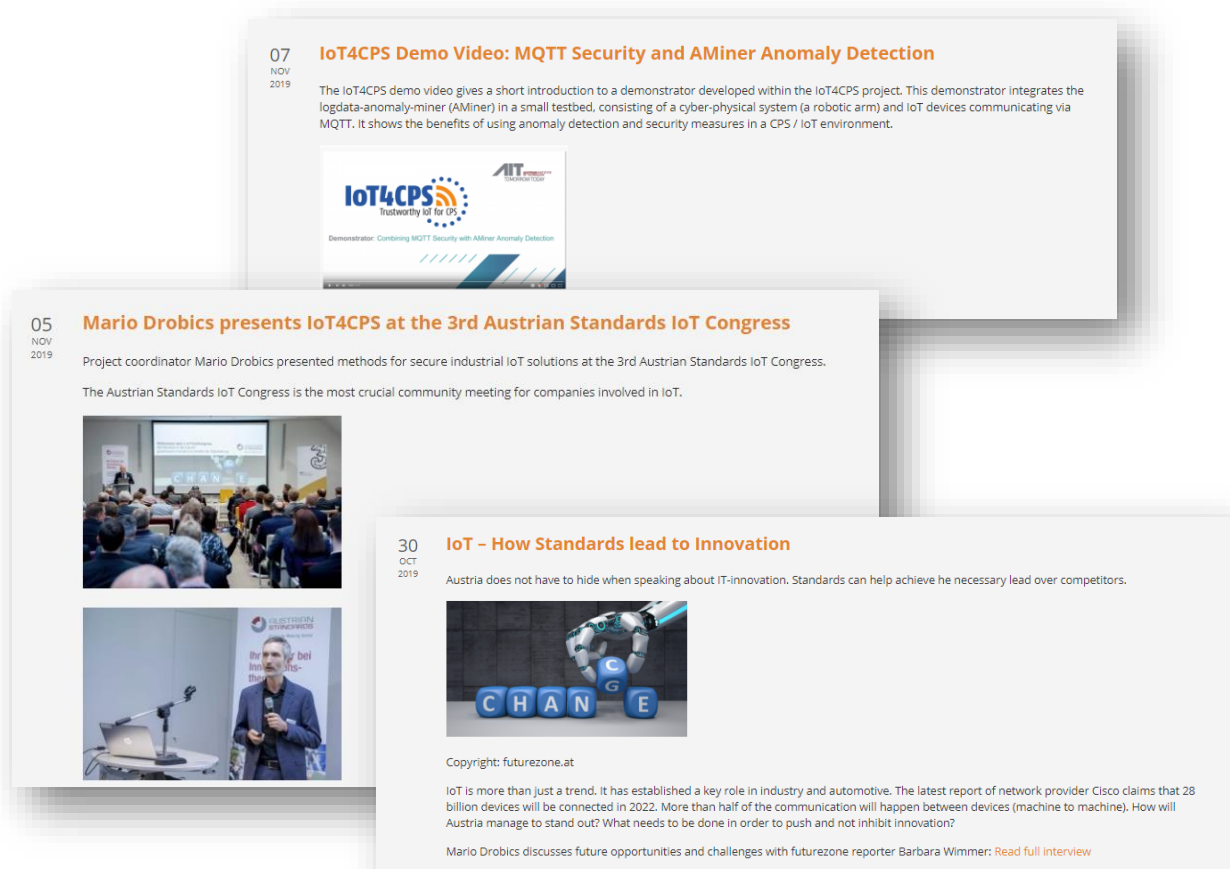 07
NOV
2019
IoT4CPS Demo Video: MQTT Security and AMiner Anomaly Detection
The IoT4CPS demo video gives a short introduction to a demonstrator developed within the IoT4CPS project. This demonstrator integrates the
logdata-anomaly-miner (AMiner) in a small testbed, consisting of a cyber-physical system (a robotic arm) and IoT devices communicating via
MQTT. It shows the benefits of using anomaly detection and security measures in a CPS / IoT environment.
AIT
TOMORROW TODAY
IoT4CPS
Trustworthy IoT for CPS
Demonstrator: Combining MQTT Security with AMiner Anomaly Detection
05
NOV
2019
Mario Drobics presents IoT4CPS at the 3rd Austrian Standards IoT Congress
Project coordinator Mario Drobics presented methods for secure industrial IoT solutions at the 3rd Austrian Standards IoT Congress.
The Austrian Standards IoT Congress is the most crucial community meeting for companies involved in IoT.
CHAN E
3
AUSTRIAN
STANDARDS
Ihr
bei
30
OCT
2019
IoT – How Standards lead to Innovation
Austria does not have to hide when speaking about IT-innovation. Standards can help achieve he necessary lead over competitors.
C
G
CHAN E
Copyright: futurezone.at
IoT is more than just a trend. It has established a key role in industry and automotive. The latest report of network provider Cisco claims that 28
billion devices will be connected in 2022. More than half of the communication will happen between devices (machine to machine). How will
Austria manage to stand out? What needs to be done in order to push and not inhibit innovation?
Mario Drobics discusses future opportunities and challenges with futurezone reporter Barbara Wimmer: Read full interview